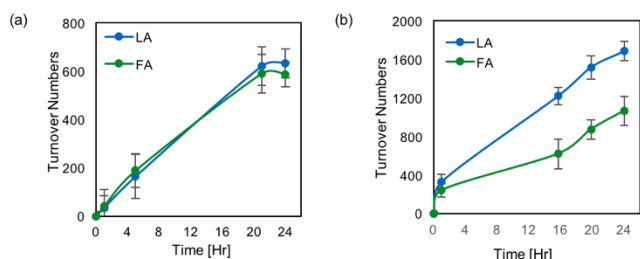 (a)
800
600
400
200
0
Turnover Numbers
LA
FA
0 4 8 12 16 20 24
Time [Hr]
(b)
2000
1600
1200
800
400
0
Turnover Numbers
LA
FA
0 4 8 12 16 20 24
Time [Hr]